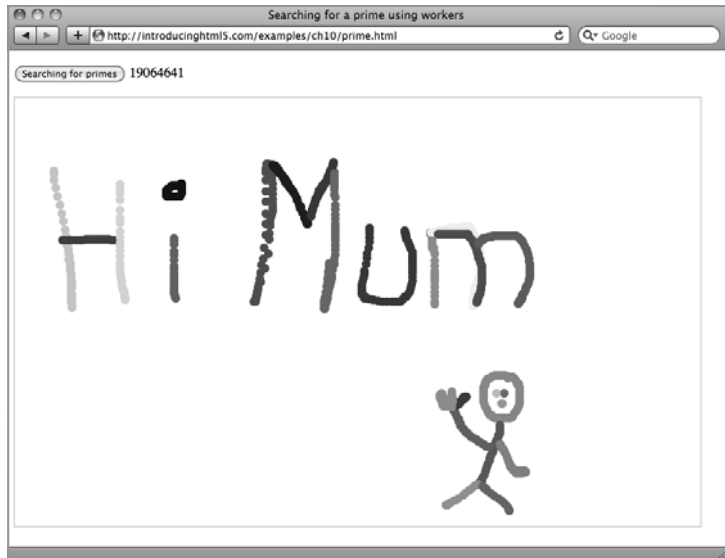 Searching for a prime using workers
http://introducinghtml5.com/examples/ch10/prime.html
Google
Searching for primes 19064641
Hi Mum